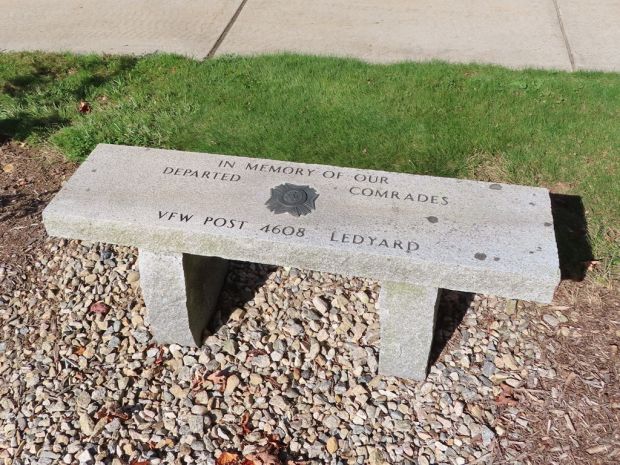 IN MEMORY OF OUR
DEPARTED COMRADES
VFW POST 4608 LEDYARD